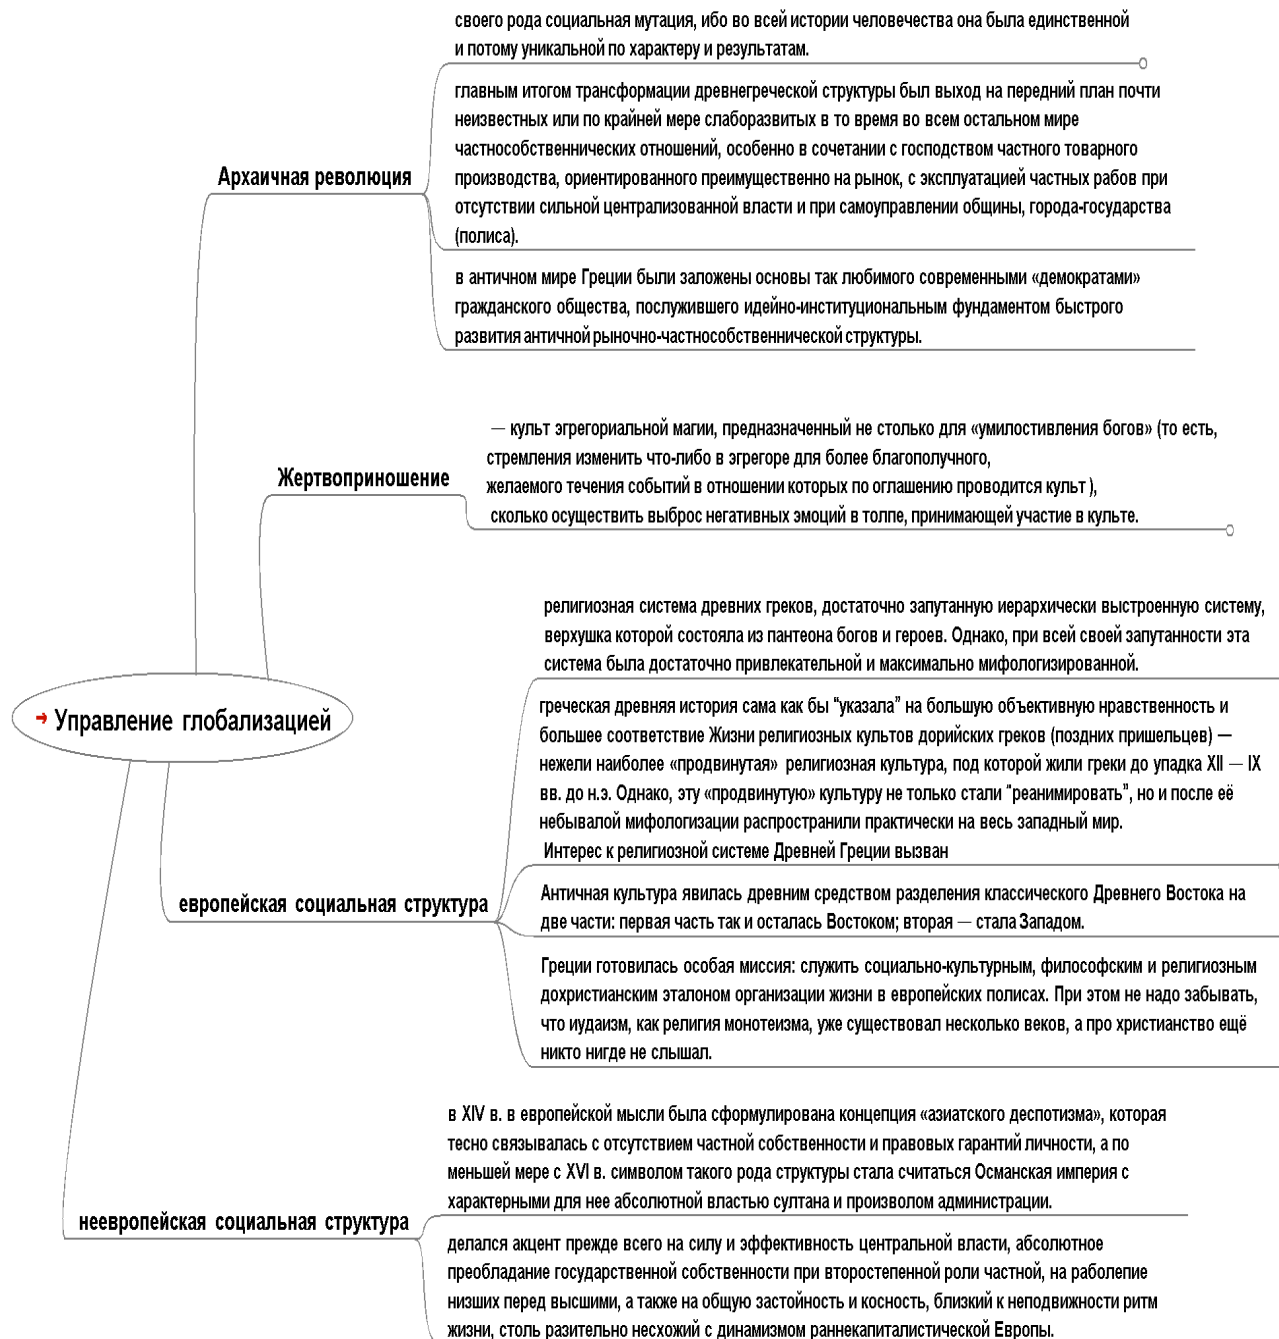 своего рода социальная мутация, ибо во всей истории человечества она была единственной
и потому уникальной по характеру и результатам.
главным итогом трансформации древнегреческой структуры был выход на передний план почти
неизвестных или по крайней мере слаборазвитых в то время во всем остальном мире
частнособственнических отношений, особенно в сочетании с господством частного товарного
производства, ориентированного преимущественно на рынок, с эксплуатацией частных рабов при
отсутствии сильной централизованной власти и при самоуправлении общины, города-государства
(полиса).
Архаичная революция
в античном мире Греции были заложены основы так любимого современными «демократами»
гражданского общества, послужившего идейно-институциональным фундаментом быстрого
развития античной рыночно-частнособственнической структуры.
— культ эгрегориальной магии, предназначенный не столько для «умилостивления богов» (то есть,
стремления изменить что-либо в эгрегоре для более благополучного,
желаемого течения событий в отношении которых по оглашению проводится культ ),
сколько осуществить выброс негативных эмоций в толпе, принимающей участие в культе.
Жертвоприношение
религиозная система древних греков, достаточно запутанную иерархически выстроенную систему,
верхушка которой состояла из пантеона богов и героев. Однако, при всей своей запутанности эта
система была достаточно привлекательной и максимально мифологизированной.
Управление глобализацией
греческая древняя история сама как бы “указала” на большую объективную нравственность и
большее соответствие Жизни религиозных культов дорийских греков (поздних пришельцев) —
нежели наиболее «продвинутая» религиозная культура, под которой жили греки до упадка XII — IX
вв. до н.э. Однако, эту «продвинутую» культуру не только стали “реанимировать”, но и после её
небывалой мифологизации распространили практически на весь западный мир.
Интерес к религиозной системе Древней Греции вызван
европейская социальная структура
Античная культура явилась древним средством разделения классического Древнего Востока на
две части: первая часть так и осталась Востоком; вторая — стала Западом.
Греции готовилась особая миссия: служить социально-культурным, философским и религиозным
дохристианским эталоном организации жизни в европейских полисах. При этом не надо забывать,
что иудаизм, как религия монотеизма, уже существовал несколько веков, а про христианство ещё
никто нигде не слышал.
в XIV в. в европейской мысли была сформулирована концепция «азиатского деспотизма», которая
тесно связывалась с отсутствием частной собственности и правовых гарантий личности, а по
меньшей мере с XVI в. символом такого рода структуры стала считаться Османская империя с
характерными для нее абсолютной властью султана и произволом администрации.
неевропейская социальная структура
делался акцент прежде всего на силу и эффективность центральной власти, абсолютное
преобладание государственной собственности при второстепенной роли частной, на раболепие
низших перед высшими, а также на общую застойность и косность, близкий к неподвижности ритм
жизни, столь разительно несхожий с динамизмом раннекапиталистической Европы.